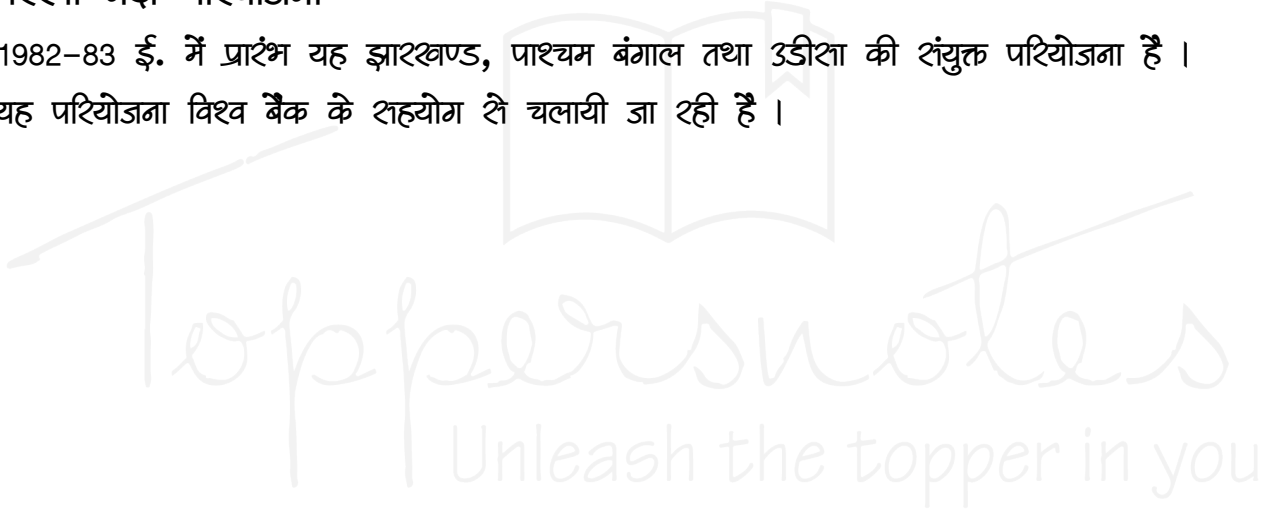 1982–83 ई. में प्रारंभ यह झारखण्ड, पाश्चम बंगाल तथा उडीसा की संयुक्त परियोजना है ।
यह परियोजना विश्व बैंक के सहयोग से चलायी जा रही है ।
Toppersnotes
Unleash the topper in you